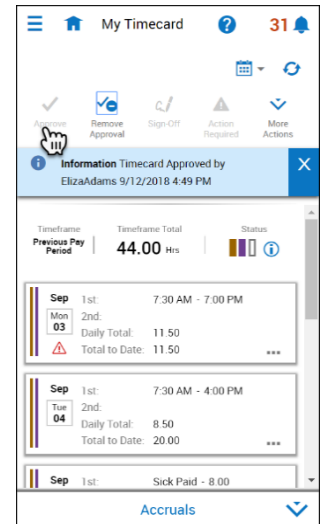 My Timecard ? 31
Approve Remove Approval Sign-Off Action Required More Actions
Information Timecard Approved by X
ElizaAdams 9/12/2018 4:49 PM
Timeframe Timeframe Total Status
Previous Pay Period 44.00 Hrs
Sep 1st: 7:30 AM - 7:00 PM
Mon 2nd:
03 Daily Total: 11.50
Total to Date: 11.50
Sep 1st: 7:30 AM - 4:00 PM
Tue 2nd:
04 Daily Total: 8.50
Total to Date: 20.00
Sep 1st: Sick Paid - 8.00
Accruals